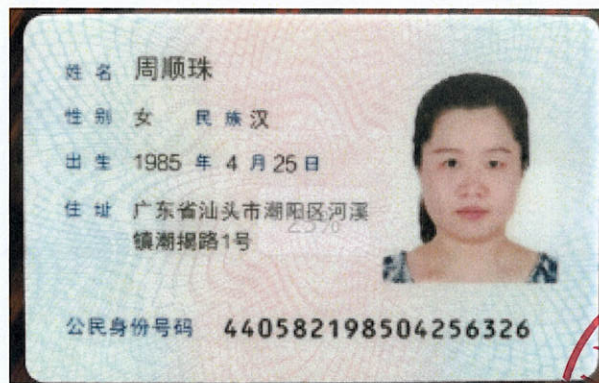 姓名 周顺珠
性别 女 民族 汉
出生 1985 年 4 月 25 日
住址 广东省汕头市潮阳区河溪
25%
镇潮揭路1号
公民身份号码 440582198504256326